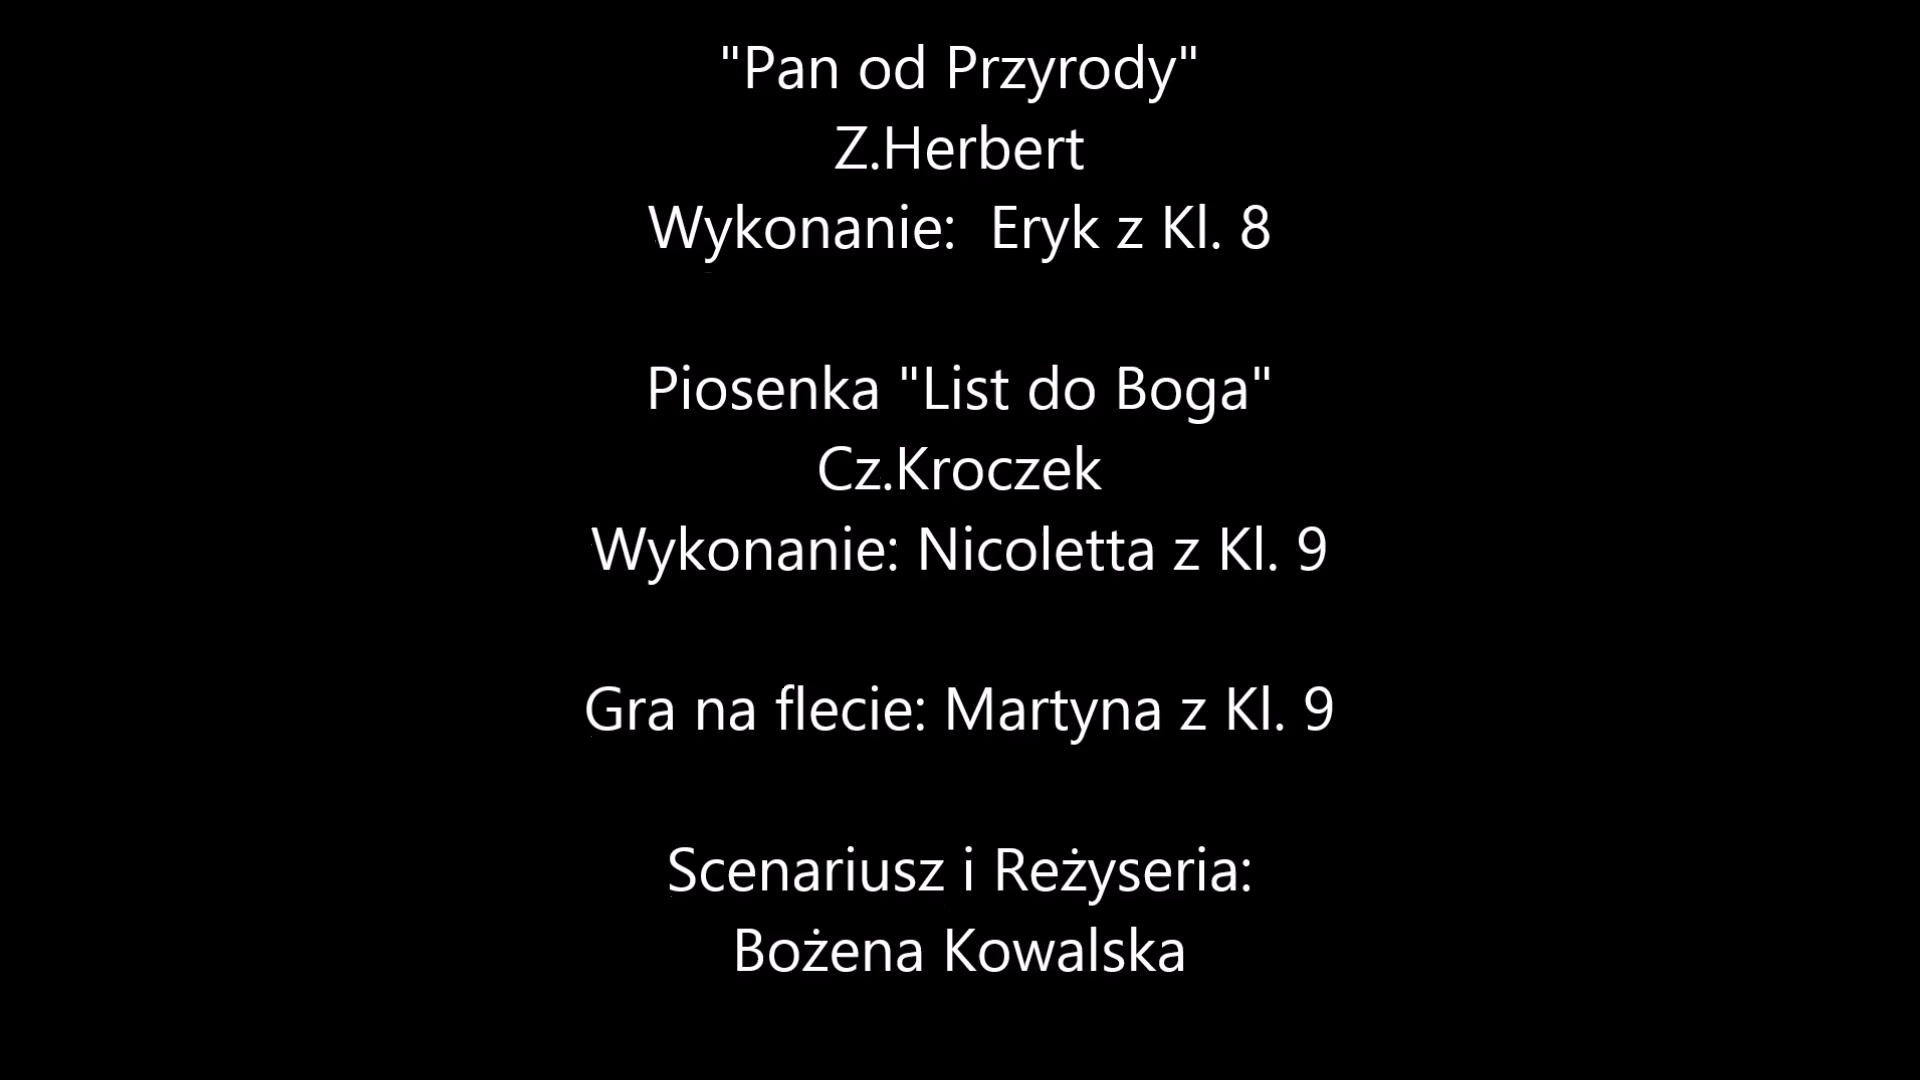 "Pan od Przyrody"
Z.Herbert
Wykonanie:  Eryk z Kl. 8
Piosenka "List do Boga"
Cz.Kroczek
Wykonanie: Nicoletta z Kl. 9
Gra na flecie: Martyna z Kl. 9
Scenariusz i Reżyseria:
Bożena Kowalska